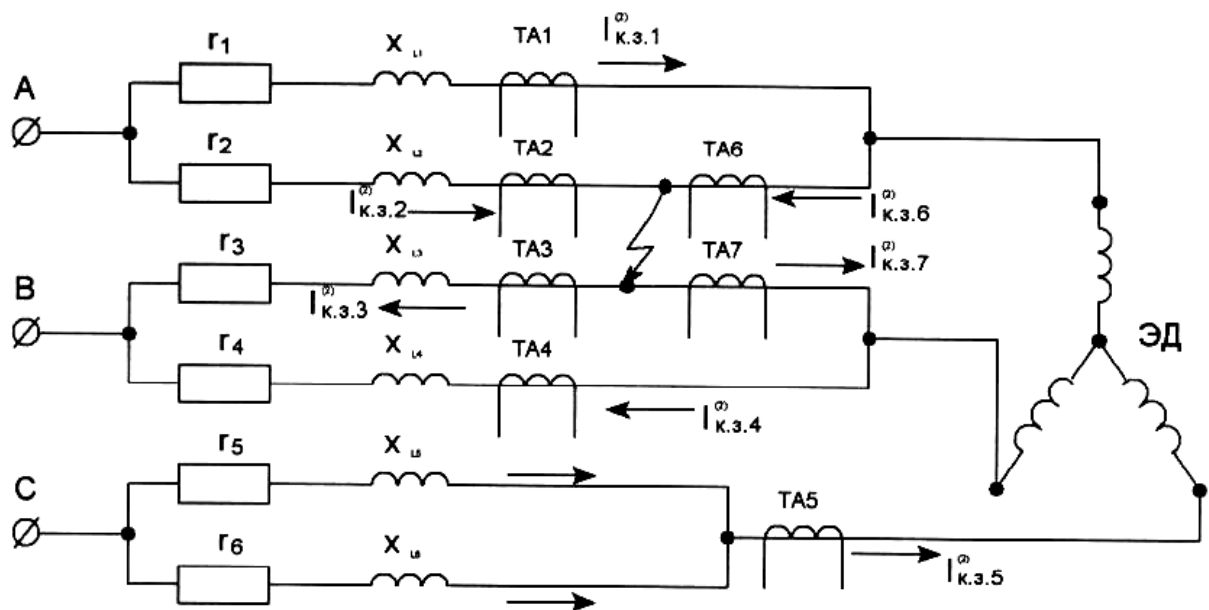 I(2)к.з.1
r1
XL1
TA1
A
r2
XL2
TA2
TA6
I(2)к.з.2
I(2)к.з.6
r3
XL3
TA3
TA7
I(2)к.з.7
B
I(2)к.з.3
ЭД
r4
XL4
TA4
I(2)к.з.4
r5
XL5
C
TA5
r6
XL6
I(2)к.з.5